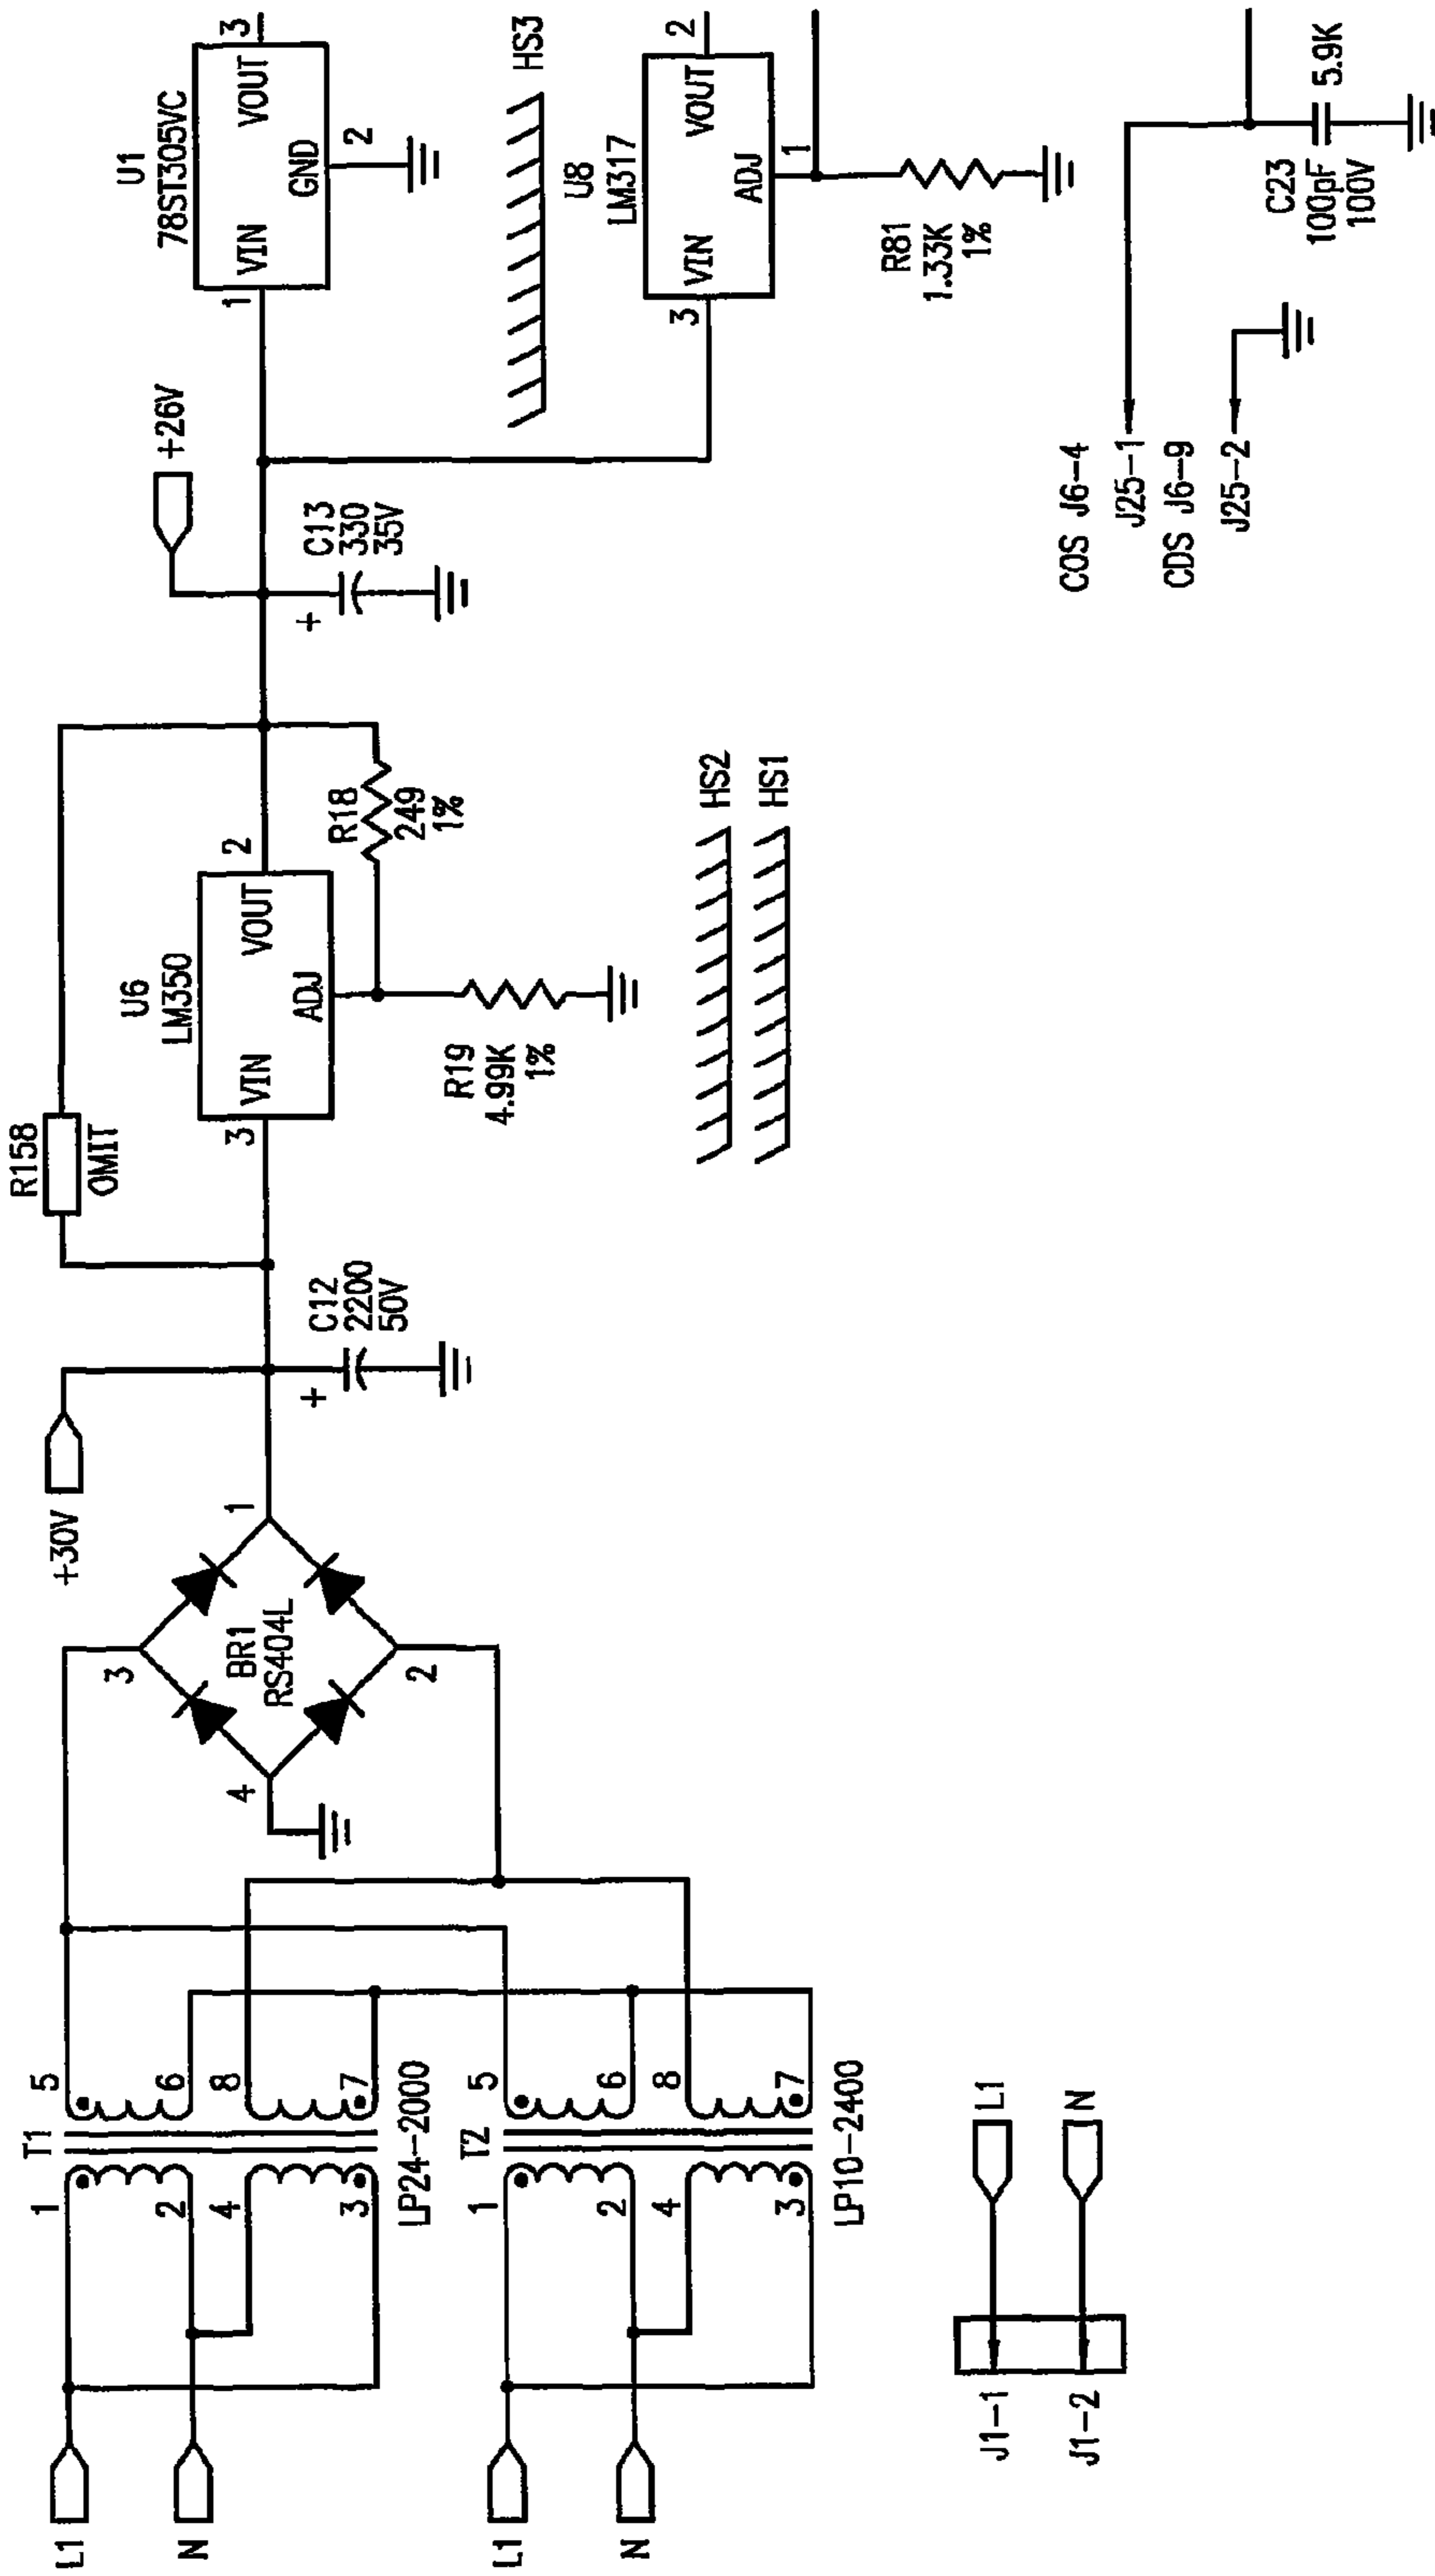 L1
N
L1
N
J1-1
J1-2
L1
N
T1
1
2
4
3
5
6
8
7
LP24-2000
T2
1
2
4
3
5
6
8
7
LP10-2400
3
4
BR1
RS404L
2
1
+30V
+
C12
2200
50V
R158
OMIT
U6
LM350
3
VIN
VOUT
2
ADJ
R18
249
1%
R19
4.99K
1%
HS2
HS1
+26V
+
C13
330
35V
U1
78ST305VC
1
VIN
VOUT
3
GND
2
HS3
U8
LM317
3
VIN
VOUT
2
ADJ
1
R81
1.33K
1%
COS J6-4
J25-1
CDS J6-9
J25-2
C23
100pF
100V
5.9K